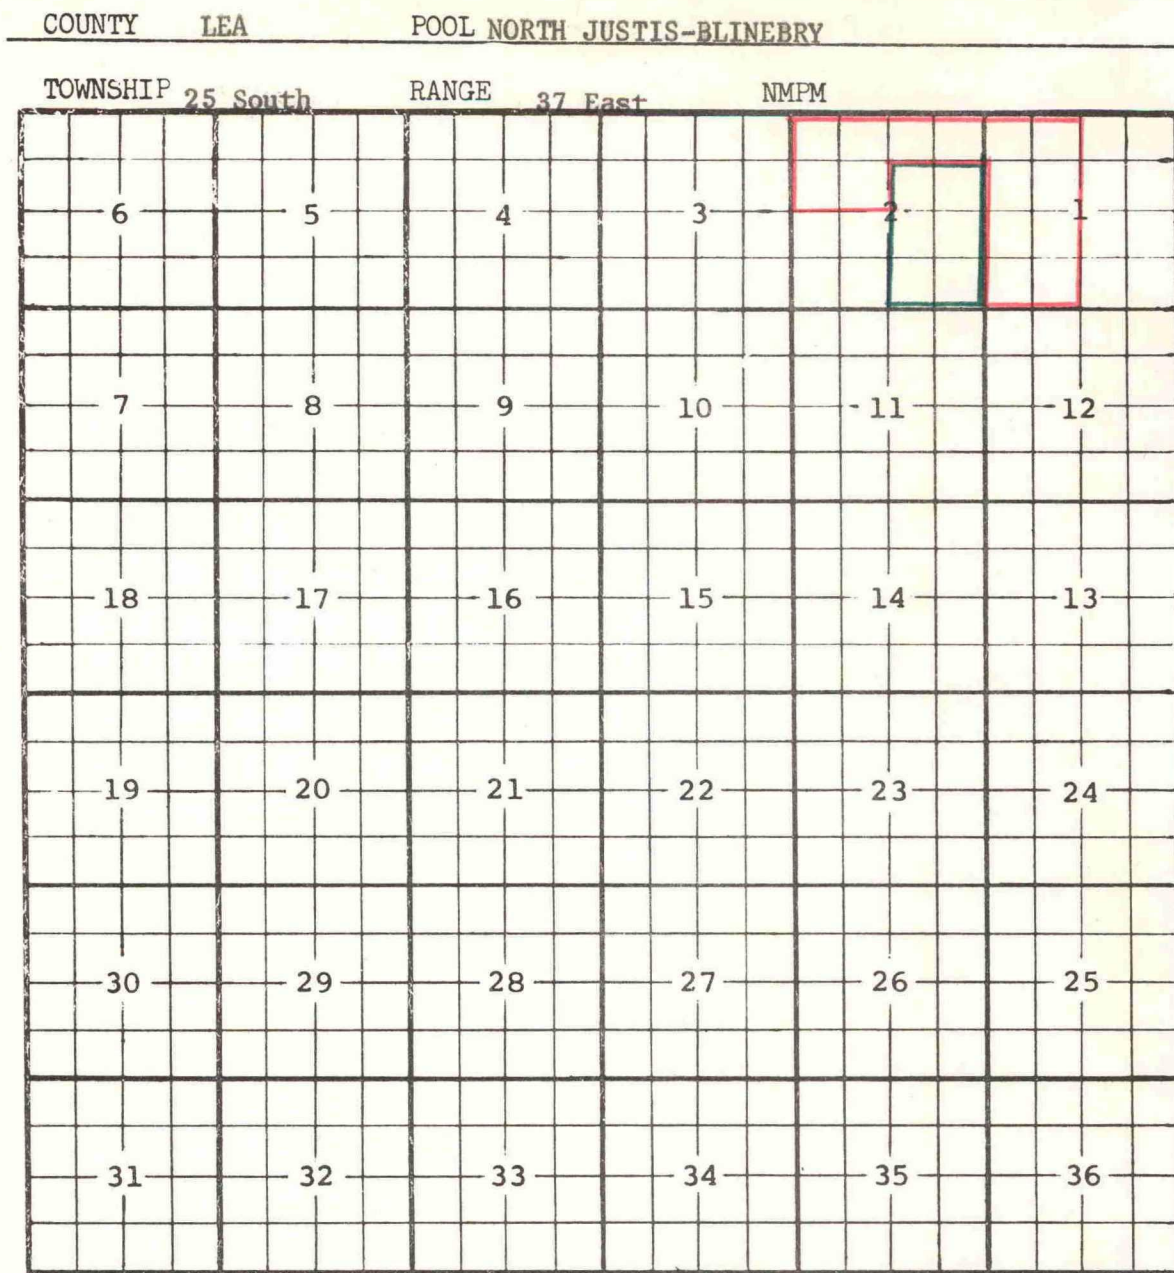 COUNTY LEA POOL NORTH JUSTIS-BLINEBRY
TOWNSHIP 25 South RANGE 37 East NMPM
6 5 4 3 2 1
7 8 9 10 11 12
18 17 16 15 14 13
19 20 21 22 23 24
30 29 28 27 26 25
31 32 33 34 35 36